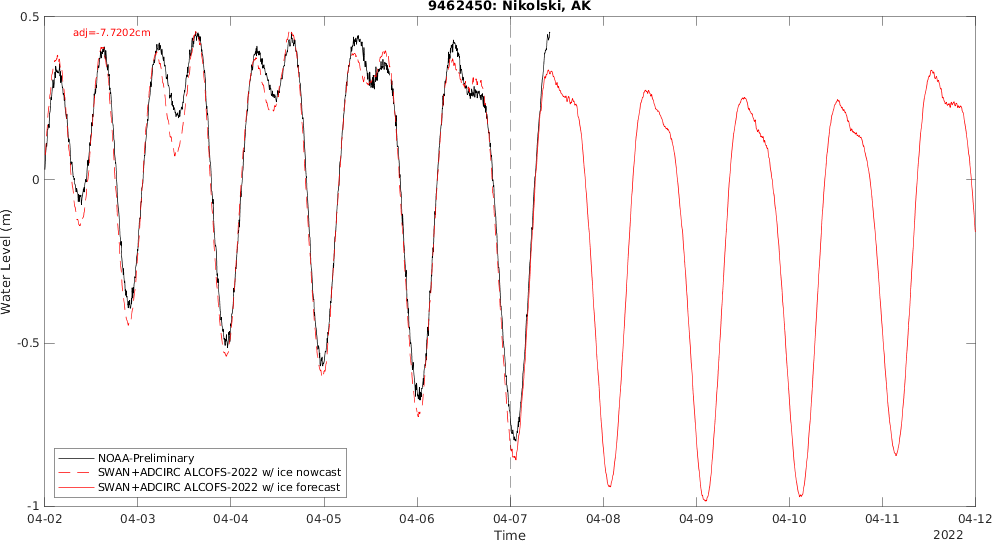 9462450: Nikolski, AK
adj=-7.7202cm
0.5
0
-0.5
-1
Water Level (m)
NOAA-Preliminary
SWAN+ADCIRC ALCOFS-2022 w/ ice nowcast
SWAN+ADCIRC ALCOFS-2022 w/ ice forecast
04-02 04-03 04-04 04-05 04-06 04-07 04-08 04-09 04-10 04-11 04-12
Time
2022